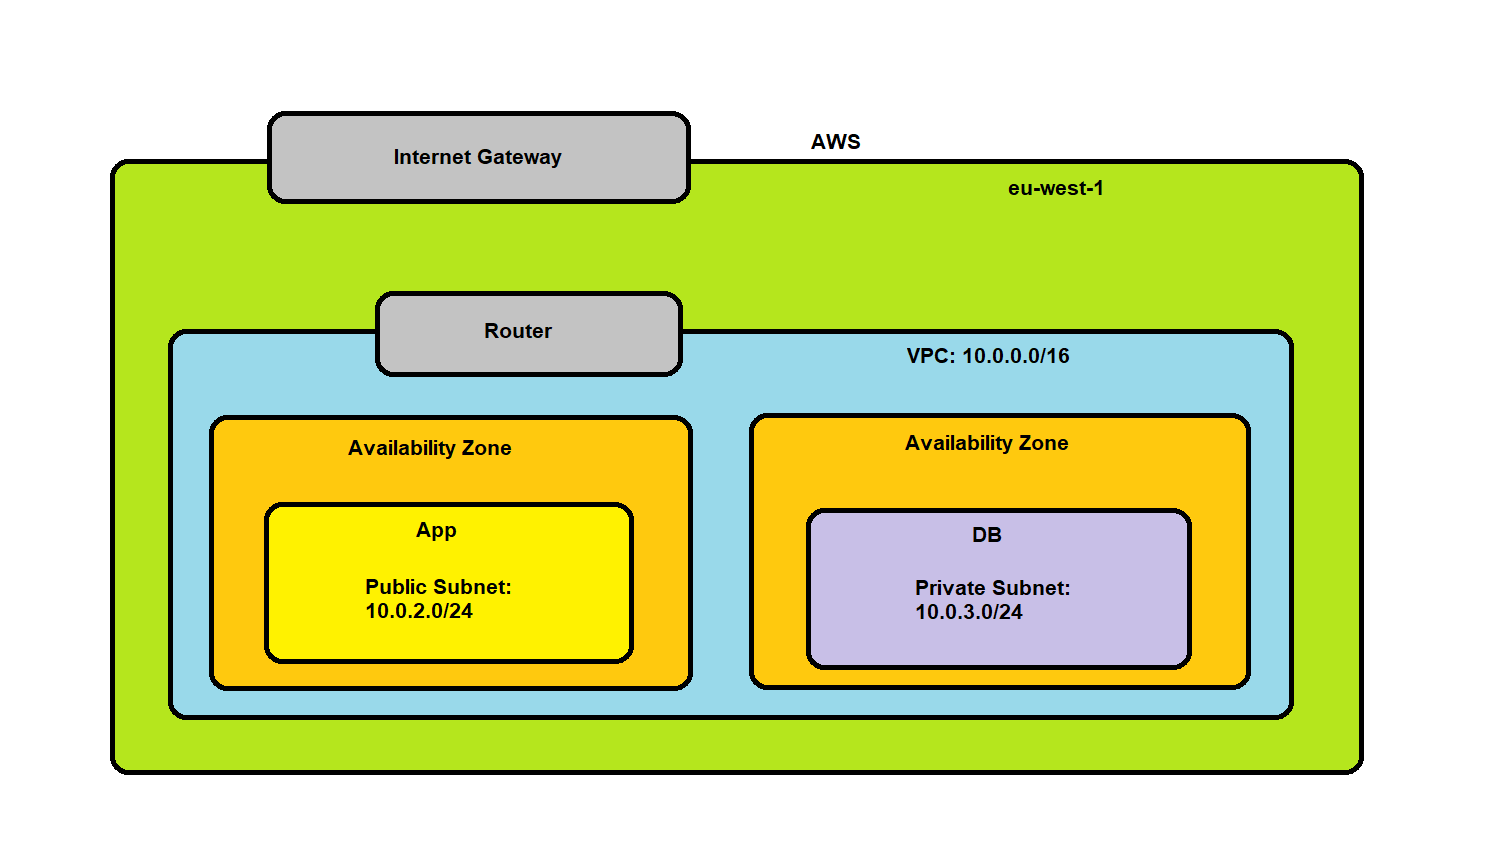 AWS
Internet Gateway
eu-west-1
Router
VPC: 10.0.0.0/16
Availability Zone
App
Public Subnet:
10.0.2.0/24
Availability Zone
DB
Private Subnet:
10.0.3.0/24